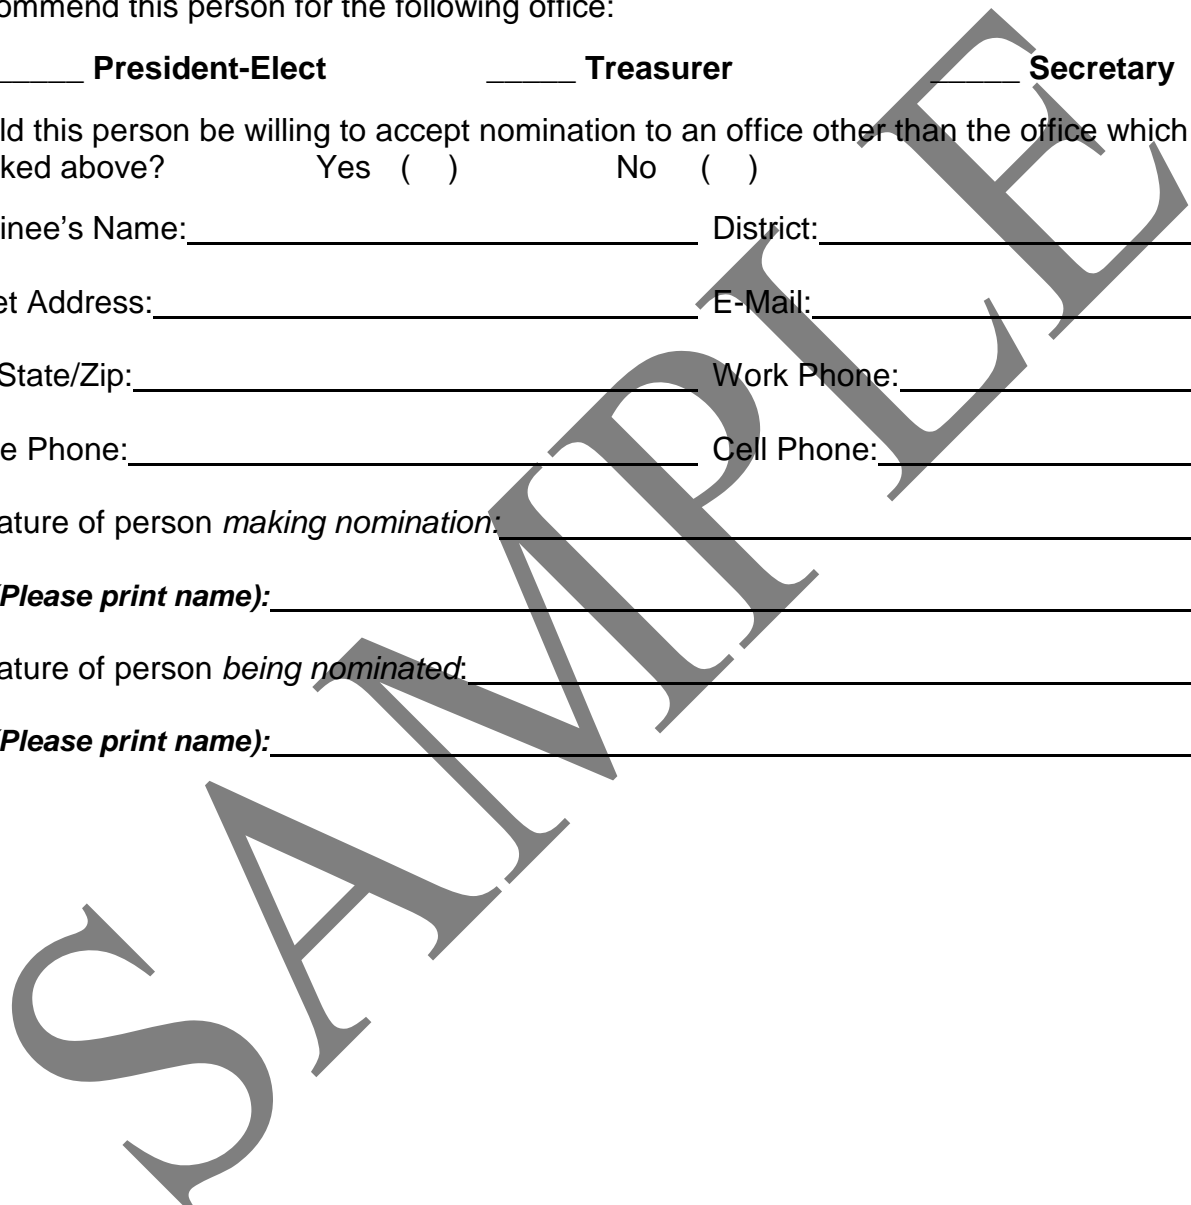 ommend this person for the following office:
_____ President-Elect _____ Treasurer _____ Secretary
ld this person be willing to accept nomination to an office other than the office which
ked above? Yes ( ) No ( )
inee's Name: District:
et Address: E-Mail:
State/Zip: Work Phone:
e Phone: Cell Phone:
ature of person making nomination:
(Please print name):
ature of person being nominated:
(Please print name):
SAMPLE